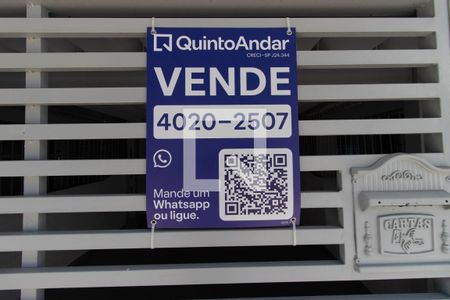 QuintoAndar
CRECI-SP J24.344
VENDE
4020-2507
Mande um
Whatsapp
ou ligue.
CARTAS